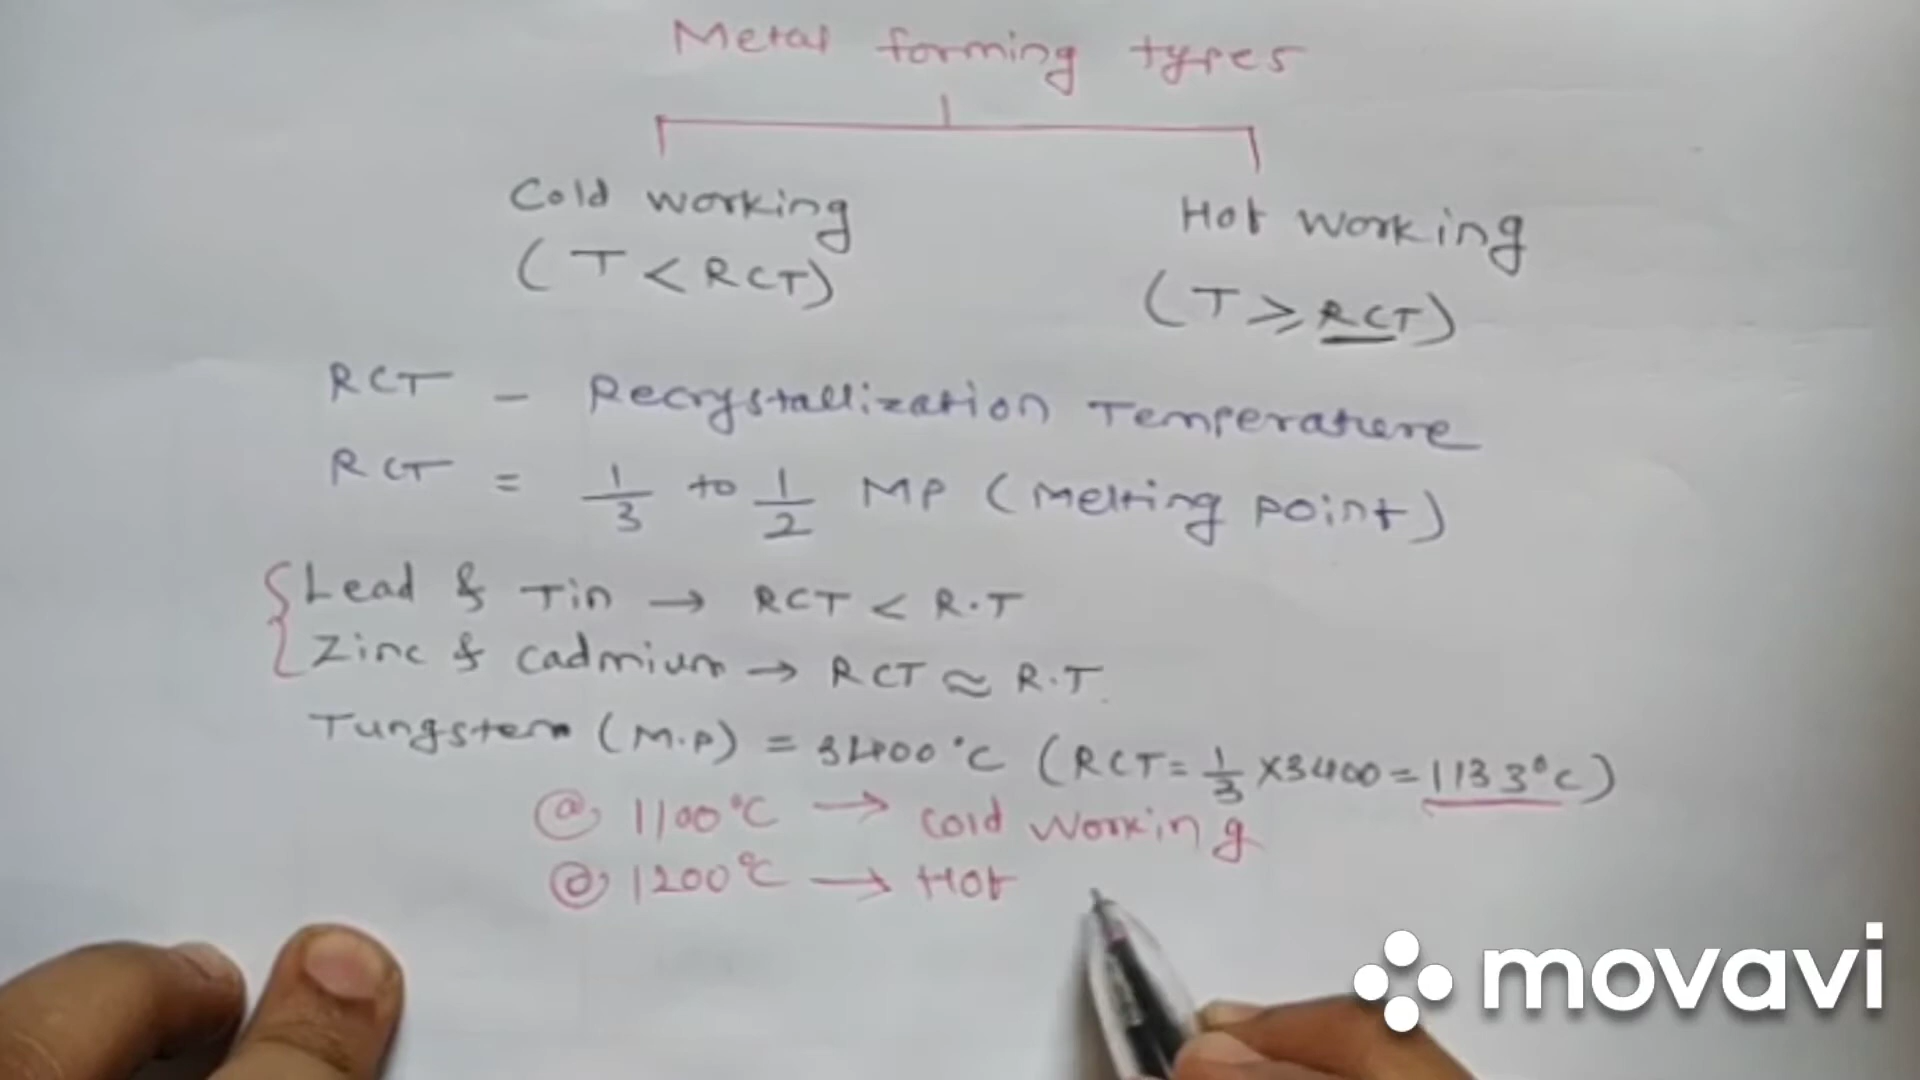 Metal forming types
Cold working
(T < RCT)
Hot working
(T ⩾ RCT)
RCT - Recrystallization Temperature
RCT = 1/3 to 1/2 MP (Melting point)
Lead & Tin → RCT < R.T
Zinc & cadmium → RCT ≈ R.T.
Tungsten (M.P) = 3400°C (RCT = 1/3 ×3400 = 1133°C)
@ 1100°C → Cold Working
@ 1200°C → Hot
movavi